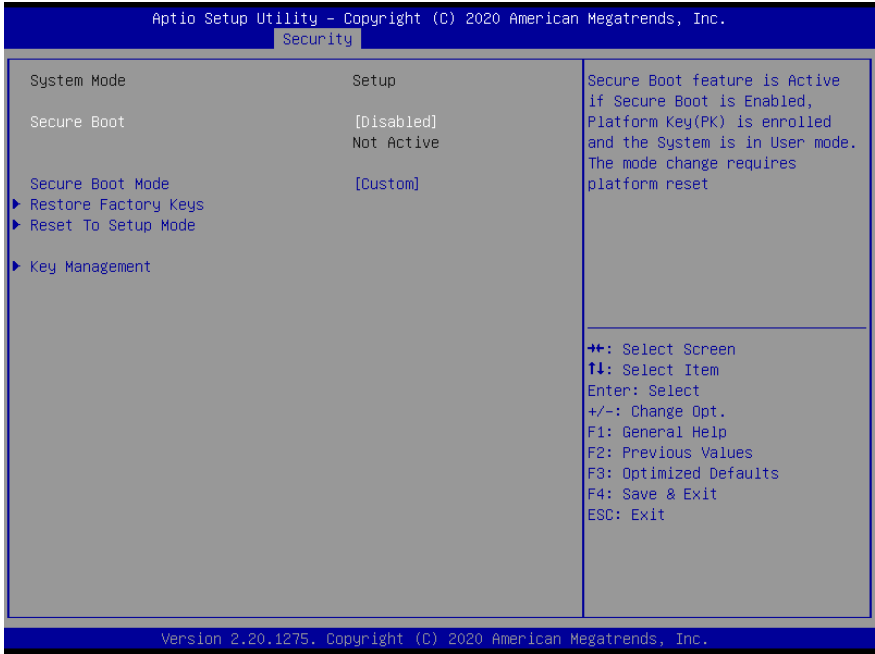 Aptio Setup Utility – Copyright (C) 2020 American Megatrends, Inc.
Security
System Mode Setup
Secure Boot [Disabled]
Not Active
Secure Boot Mode [Custom]
Restore Factory Keys
Reset To Setup Mode
Key Management
Secure Boot feature is Active
if Secure Boot is Enabled,
Platform Key(PK) is enrolled
and the System is in User mode.
The mode change requires
platform reset
→←: Select Screen
↑↓: Select Item
Enter: Select
+/-: Change Opt.
F1: General Help
F2: Previous Values
F3: Optimized Defaults
F4: Save & Exit
ESC: Exit
Version 2.20.1275. Copyright (C) 2020 American Megatrends, Inc.